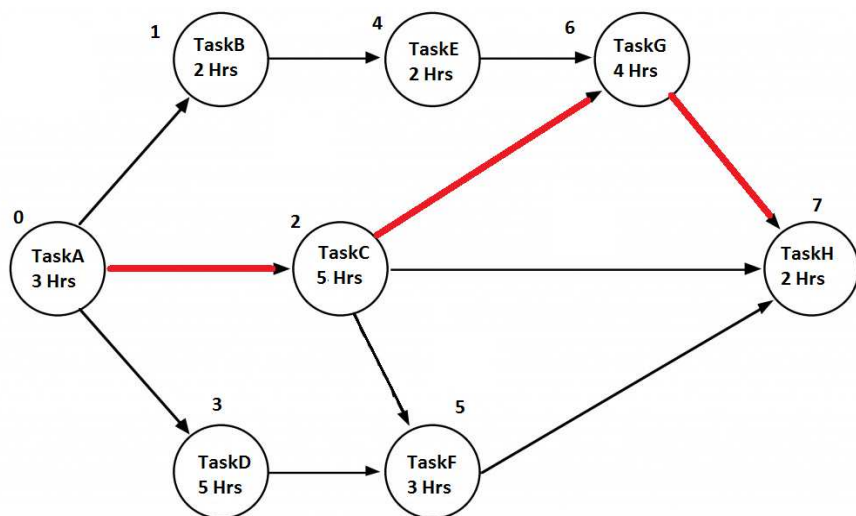 1
TaskB
2 Hrs
4
TaskE
2 Hrs
6
TaskG
4 Hrs
0
TaskA
3 Hrs
2
TaskC
5 Hrs
7
TaskH
2 Hrs
3
TaskD
5 Hrs
5
TaskF
3 Hrs